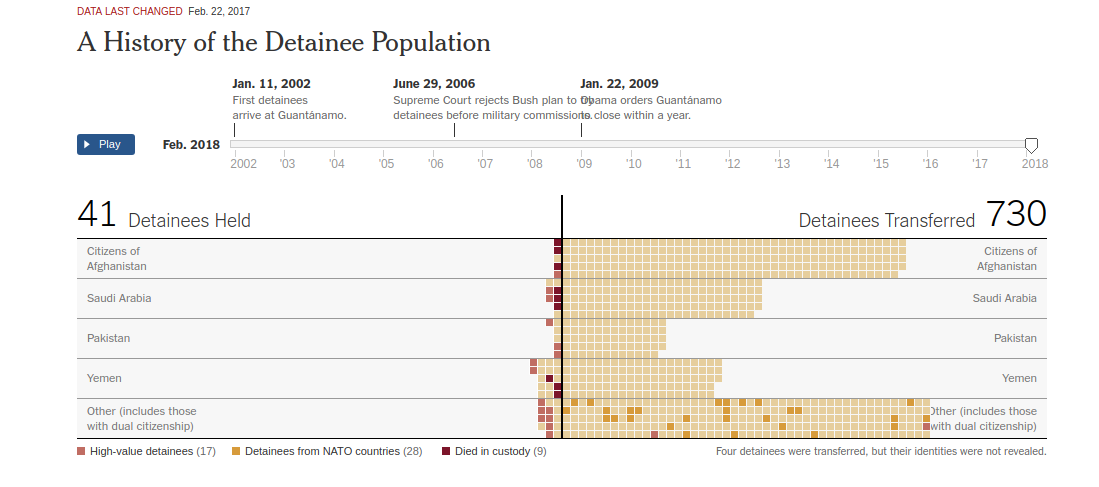 DATA LAST CHANGED Feb. 22, 2017
A History of the Detainee Population
Jan. 11, 2002
First detainees
arrive at Guantánamo.
June 29, 2006
Supreme Court rejects Bush plan to try
detainees before military commissions.
Jan. 22, 2009
Obama orders Guantánamo
to close within a year.
Play
Feb. 2018
2002 '03 '04 '05 '06 '07 '08 '09 '10 '11 '12 '13 '14 '15 '16 '17 2018
41 Detainees Held
Detainees Transferred 730
Citizens of
Afghanistan
Citizens of
Afghanistan
Saudi Arabia
Saudi Arabia
Pakistan
Pakistan
Yemen
Yemen
Other (includes those
with dual citizenship)
Other (includes those
with dual citizenship)
High-value detainees (17) Detainees from NATO countries (28) Died in custody (9)
Four detainees were transferred, but their identities were not revealed.